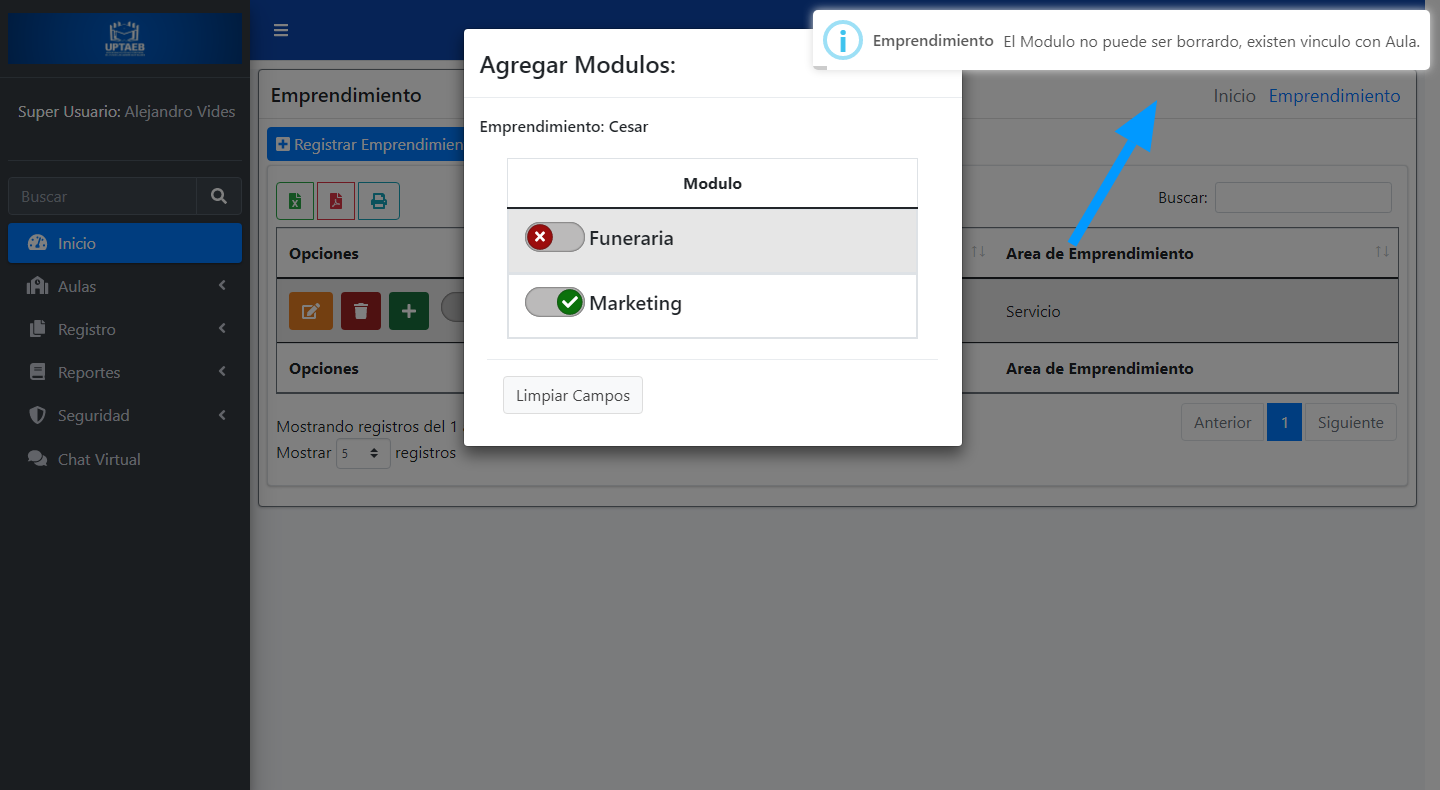 UPTAEB
Super Usuario: Alejandro Vides
Buscar
Inicio
Aulas
Registro
Reportes
Seguridad
Chat Virtual
Emprendimiento El Modulo no puede ser borrardo, existen vinculo con Aula.
Emprendimiento
Inicio Emprendimiento
Registrar Emprendimien
Buscar:
Opciones
Area de Emprendimiento
Servicio
Opciones
Area de Emprendimiento
Mostrando registros del 1
Mostrar 5 registros
Anterior 1 Siguiente
Agregar Modulos:
Emprendimiento: Cesar
Modulo
Funeraria
Marketing
Limpiar Campos